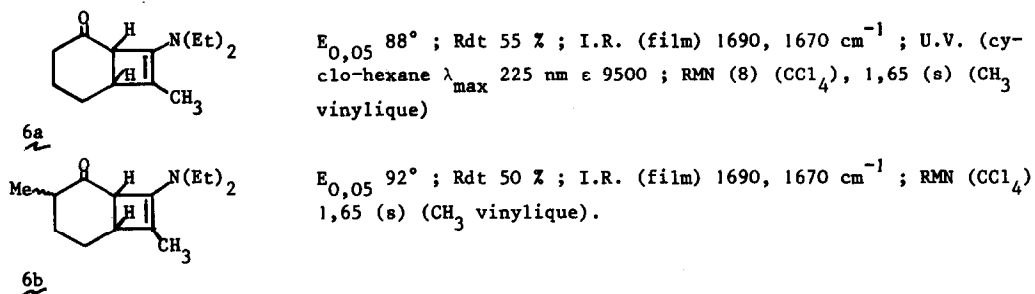 O
H
N(Et)2
H
CH3
6a
E0,05 88° ; Rdt 55 % ; I.R. (film) 1690, 1670 cm-1 ; U.V. (cy-
clo-hexane λmax 225 nm ε 9500 ; RMN (8) (CCl4), 1,65 (s) (CH3
vinylique)
O
Me
H
N(Et)2
H
CH3
6b
E0,05 92° ; Rdt 50 % ; I.R. (film) 1690, 1670 cm-1 ; RMN (CCl4)
1,65 (s) (CH3 vinylique).